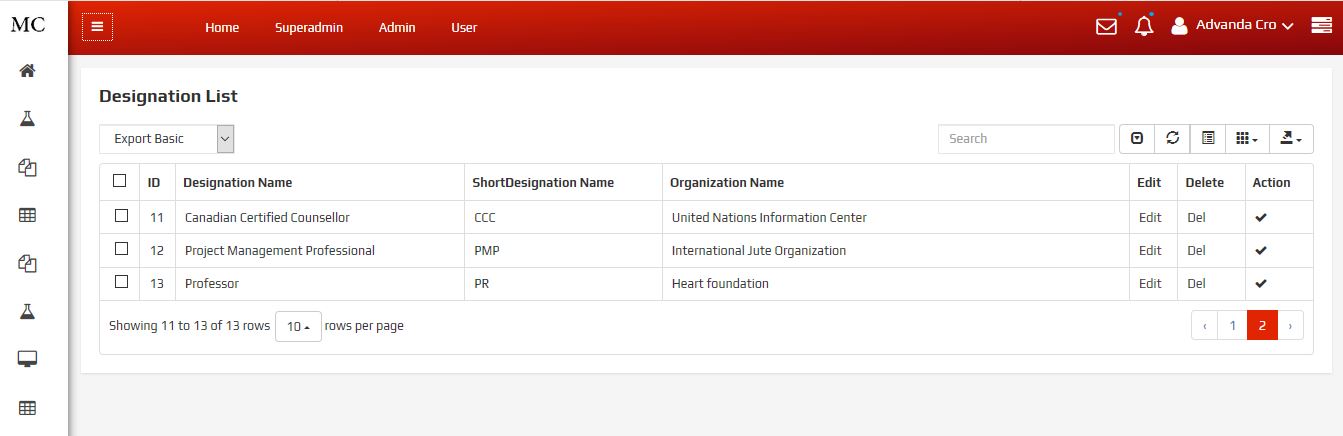 MC
Home Superadmin Admin User Advanda Cro
Designation List
Export Basic Search
ID Designation Name ShortDesignation Name Organization Name Edit Delete Action
11 Canadian Certified Counsellor CCC United Nations Information Center Edit Del
12 Project Management Professional PMP International Jute Organization Edit Del
13 Professor PR Heart foundation Edit Del
Showing 11 to 13 of 13 rows 10 rows per page ‹ 1 2 ›